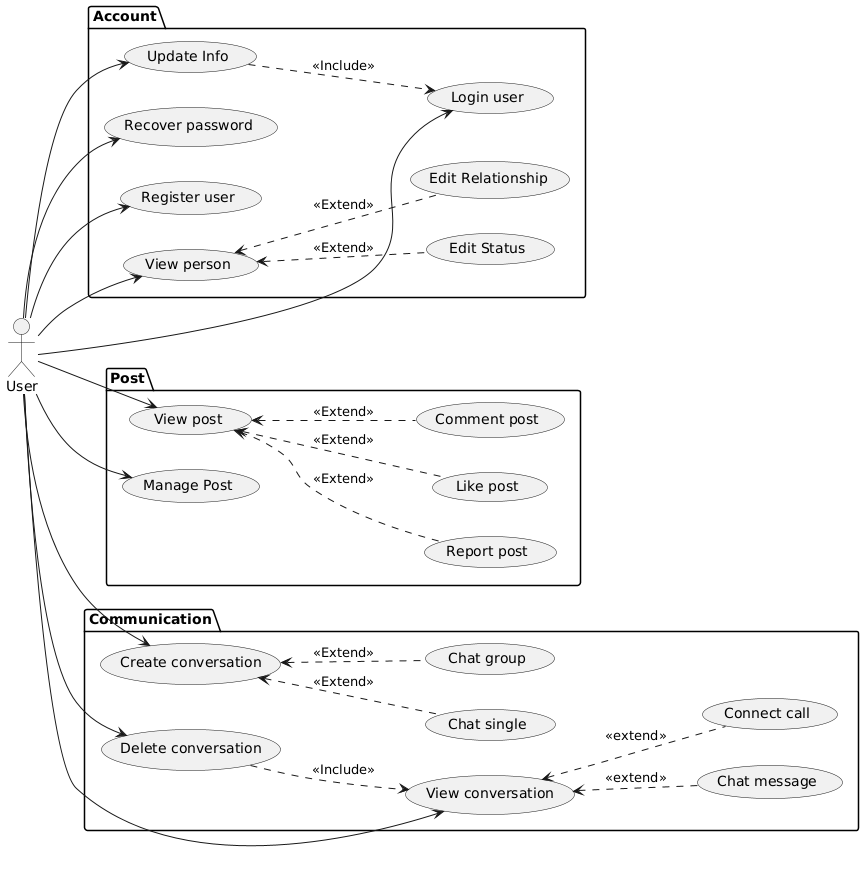 Account
Update Info
«Include»
Login user
Recover password
Edit Relationship
Register user
«Extend»
Edit Status
«Extend»
View person
User
Post
View post
«Extend»
Comment post
«Extend»
Manage Post
«Extend»
Like post
Report post
Communication
Create conversation
«Extend»
Chat group
«Extend»
Chat single
Connect call
Delete conversation
«extend»
«Include»
View conversation
«extend»
Chat message